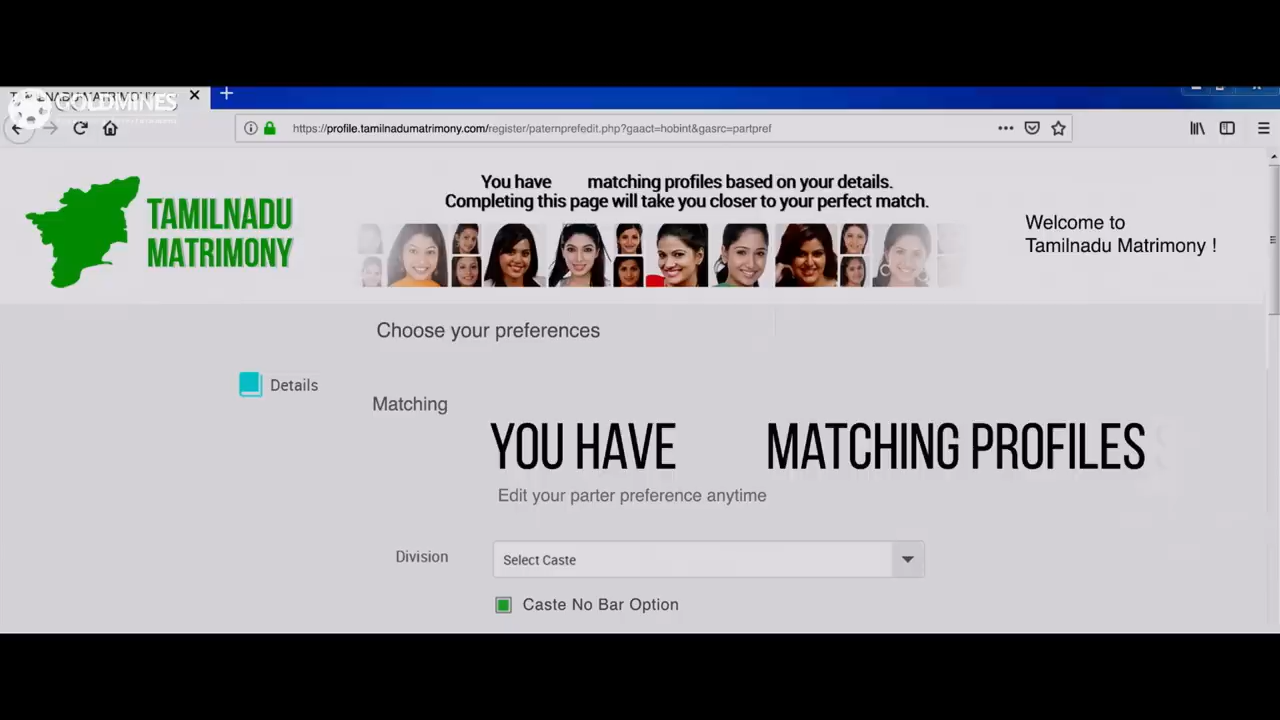 GOLDMINES
https://profile.tamilnadumatrimony.com/register/paternprefedit.php?gaact=hobint&gasrc=partpref
You have matching profiles based on your details.
Completing this page will take you closer to your perfect match.
TAMILNADU
MATRIMONY
Welcome to
Tamilnadu Matrimony !
Choose your preferences
Details
Matching
YOU HAVE MATCHING PROFILES
Edit your parter preference anytime
Division
Select Caste
Caste No Bar Option